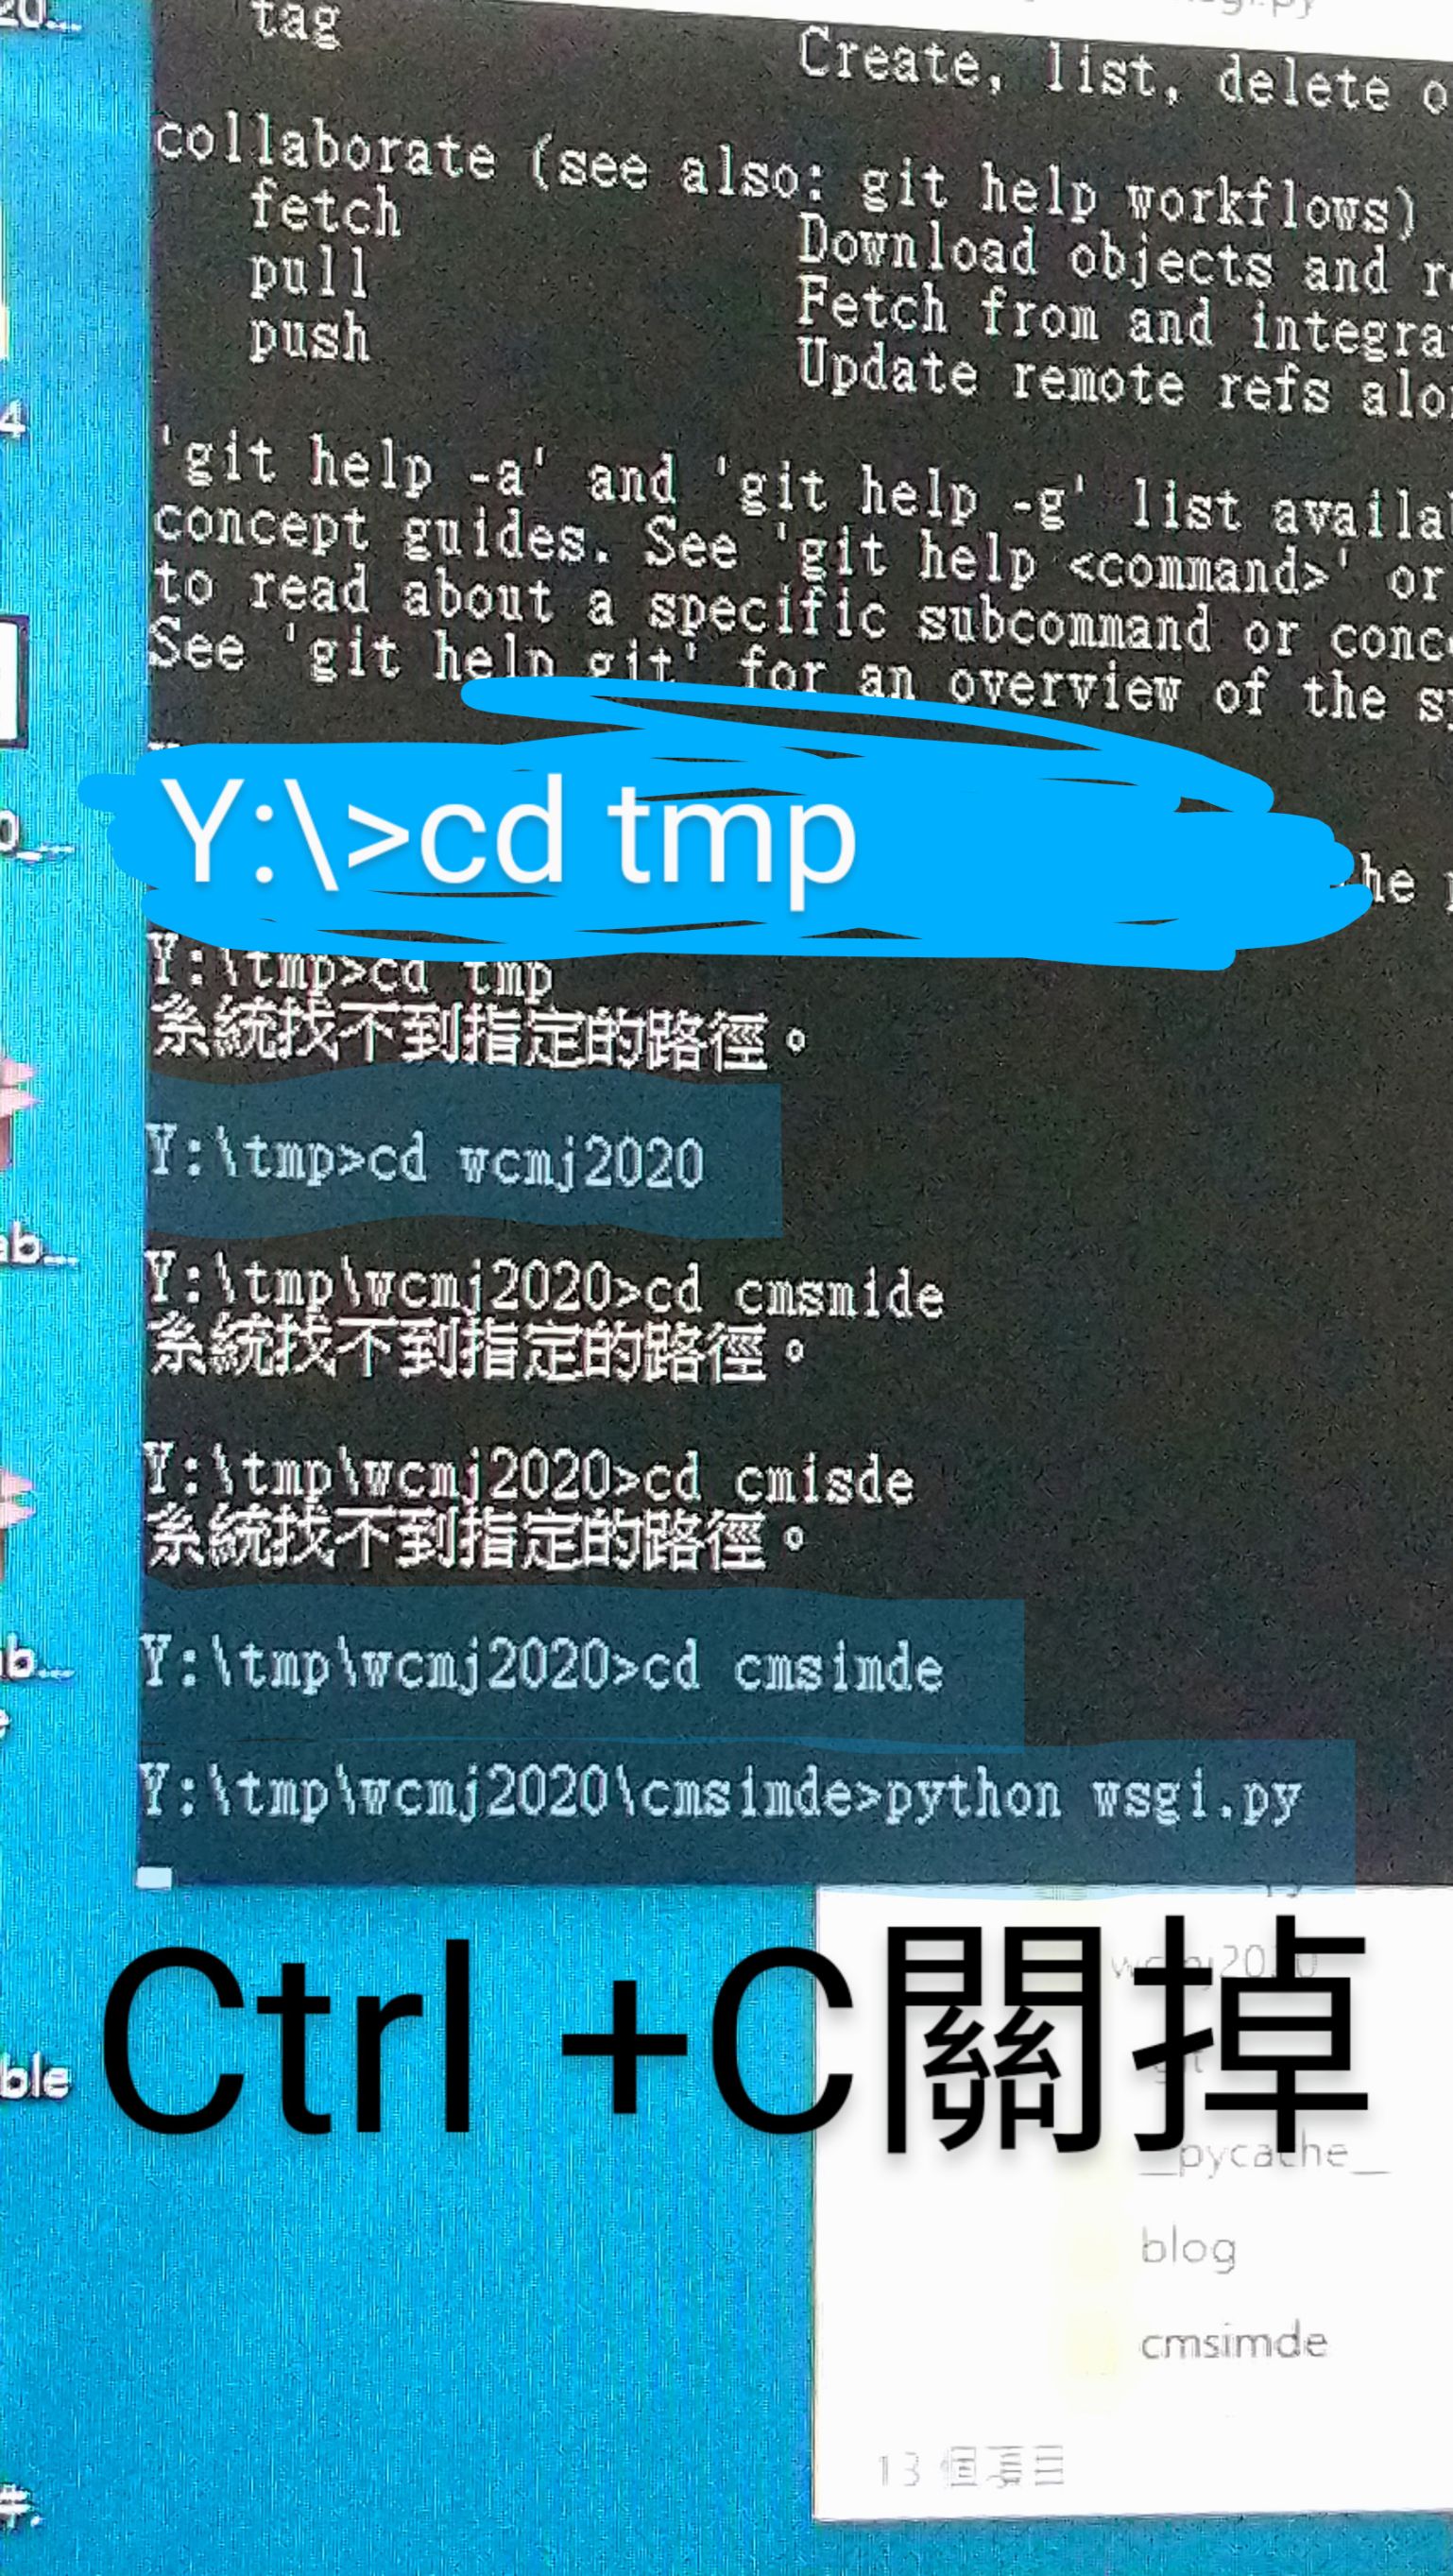 tag Create, list, delete
collaborate (see also: git help workflows)
fetch Download objects and
pull Fetch from and
push Update remote refs
'git help -a' and 'git help -g' list
concept guides. See 'git help <command>' or
to read about a specific subcommand or
See 'git help git' for an overview of the
Y:\>cd tmp
Y:\tmp>cd tmp
系統找不到指定的路徑。
Y:\tmp>cd wcmj2020
Y:\tmp\wcmj2020>cd cmsmide
系統找不到指定的路徑。
Y:\tmp\wcmj2020>cd cmisde
系統找不到指定的路徑。
Y:\tmp\wcmj2020>cd cmsimde
Y:\tmp\wcmj2020\cmsimde>python wsgi.py
Ctrl +C關掉
wcmj2020
__pycache__
blog
cmsimde
13 個項目